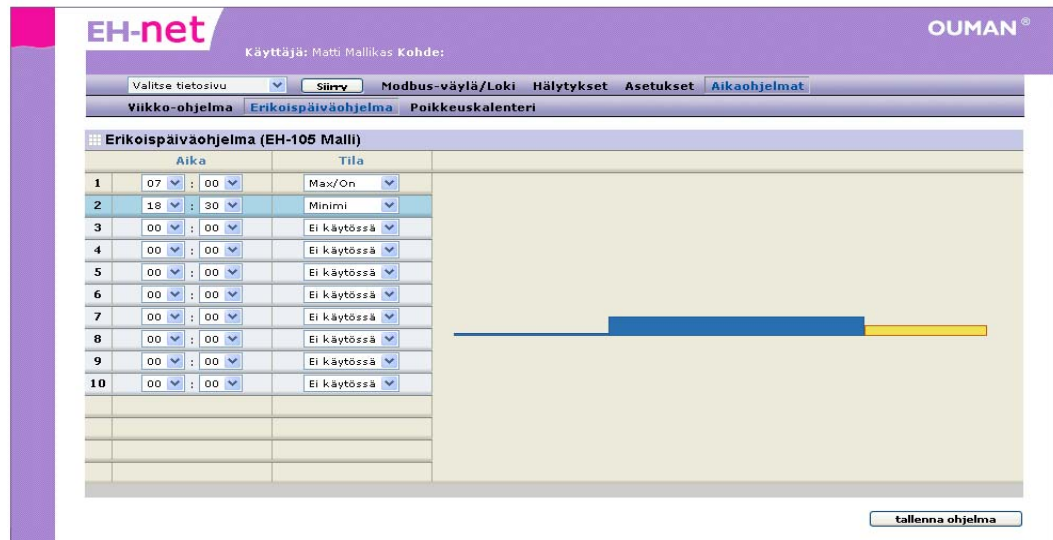 EH-net
OUMAN ®
Käyttäjä: Matti Mallikas Kohde:
Valitse tietosivu Siirry Modbus-väylä/Loki Hälytykset Asetukset Aikaohjelmat
Viikko-ohjelma Erikoispäiväohjelma Poikkeuskalenteri
Erikoispäiväohjelma (EH-105 Malli)
Aika Tila
1 07 : 00 Max/On
2 18 : 30 Minimi
3 00 : 00 Ei käytössä
4 00 : 00 Ei käytössä
5 00 : 00 Ei käytössä
6 00 : 00 Ei käytössä
7 00 : 00 Ei käytössä
8 00 : 00 Ei käytössä
9 00 : 00 Ei käytössä
10 00 : 00 Ei käytössä
tallenna ohjelma